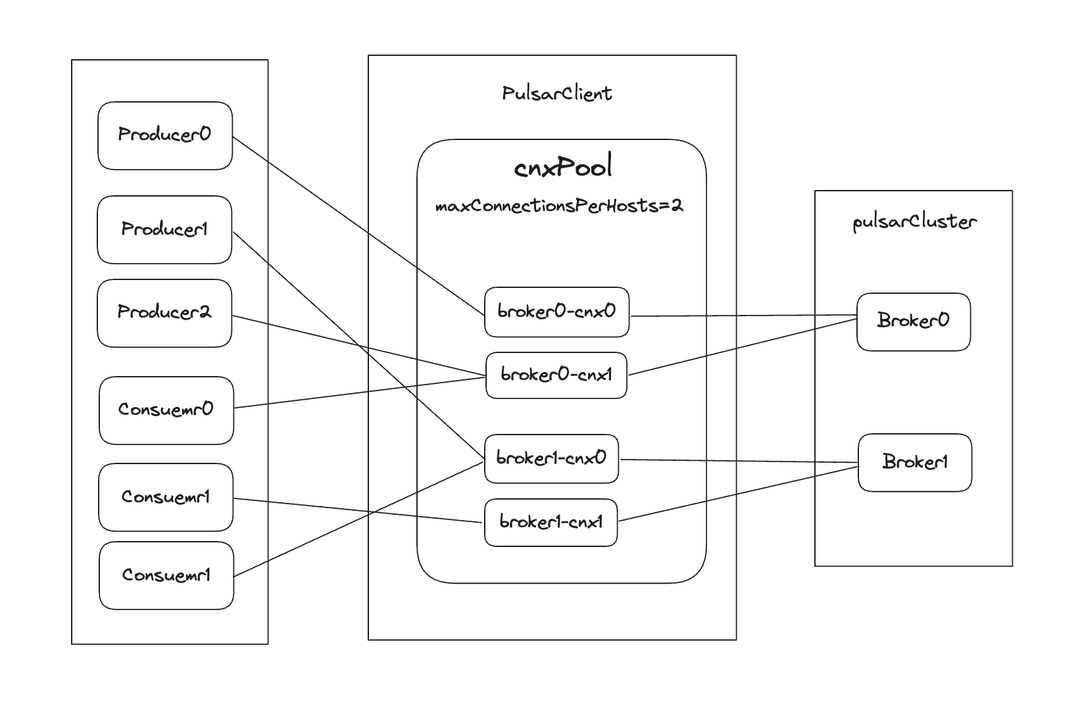 Producer0
Producer1
Producer2
Consuemr0
Consuemr1
Consuemr1
PulsarClient
cnxPool
maxConnectionsPerHosts=2
broker0-cnx0
broker0-cnx1
broker1-cnx0
broker1-cnx1
pulsarCluster
Broker0
Broker1